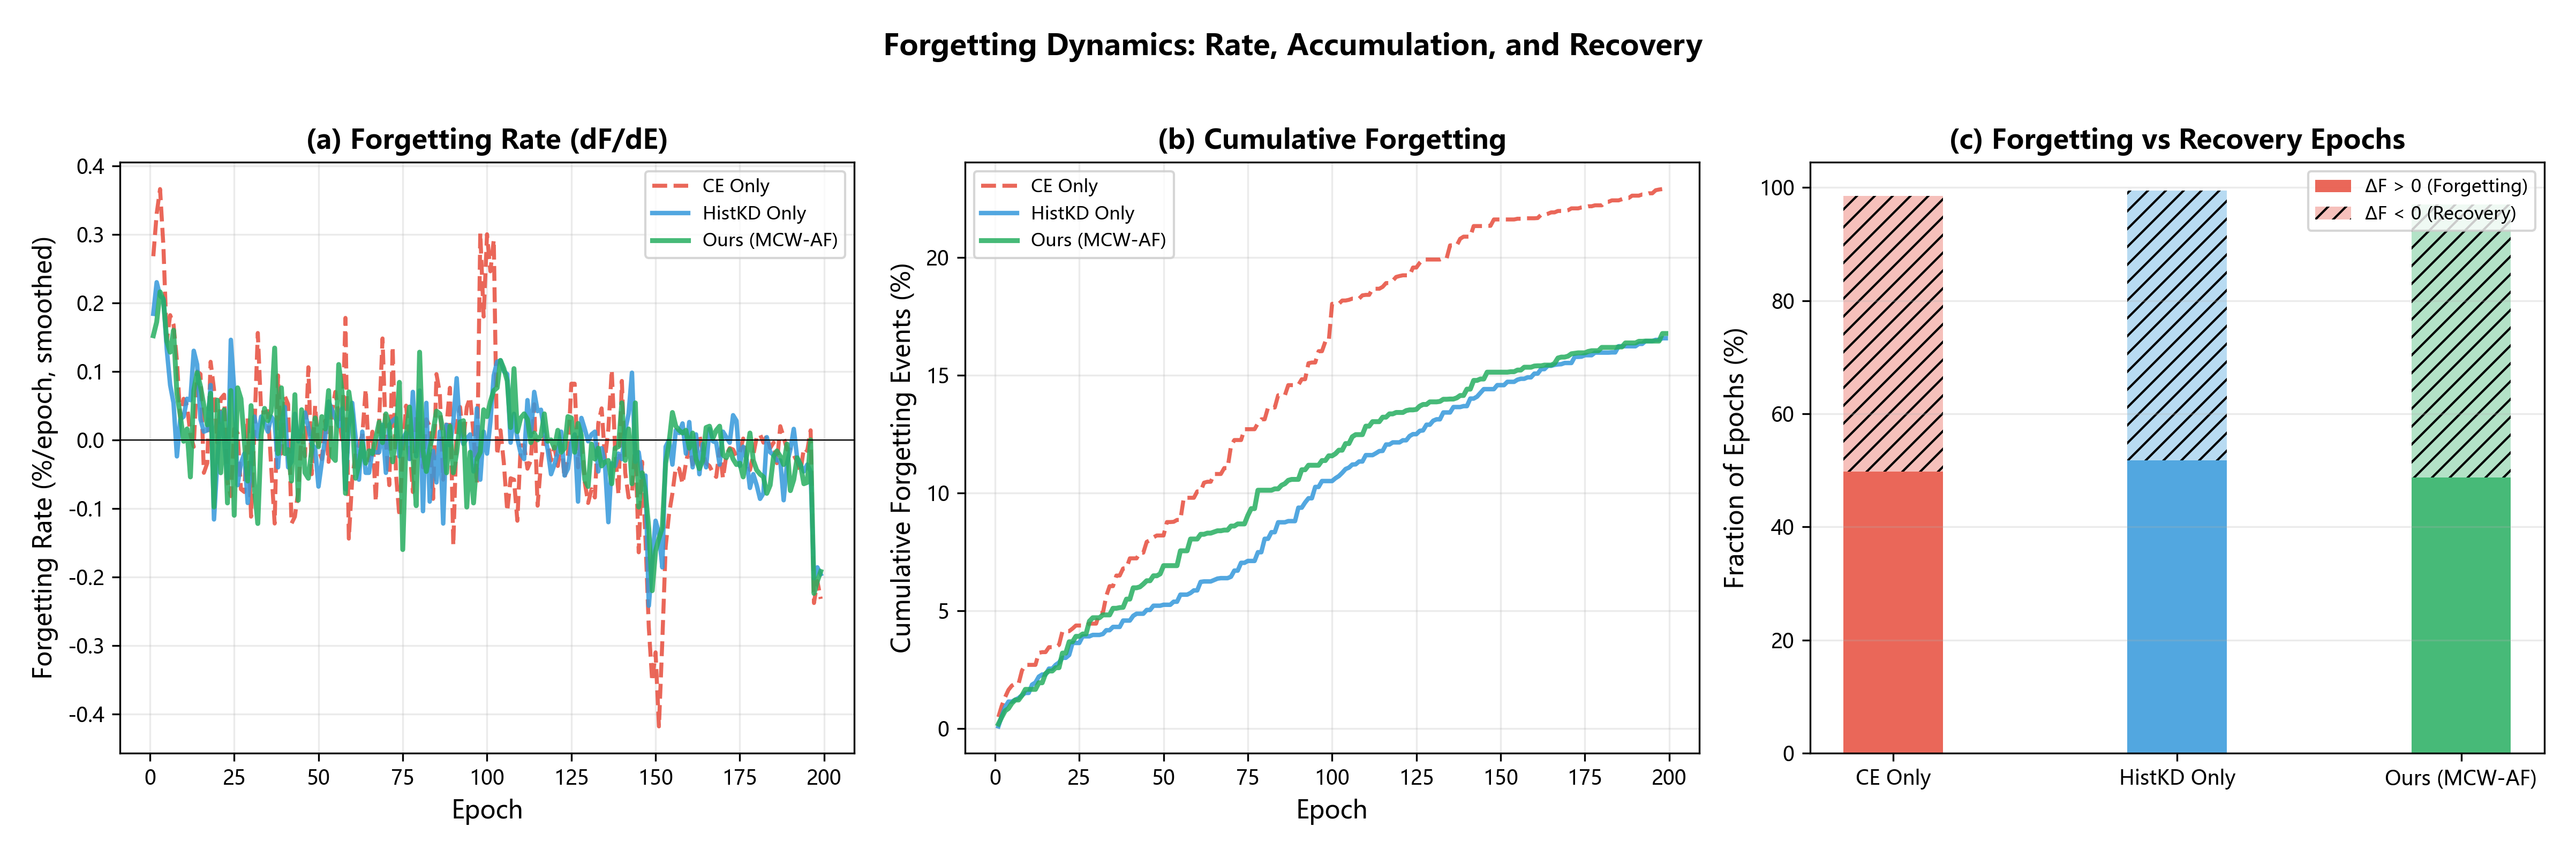 Forgetting Dynamics: Rate, Accumulation, and Recovery
(a) Forgetting Rate (dF/dE)
Forgetting Rate (%/epoch, smoothed)
0.4
0.3
0.2
0.1
0.0
-0.1
-0.2
-0.3
-0.4
CE Only
HistKD Only
Ours (MCW-AF)
0 25 50 75 100 125 150 175 200
Epoch
(b) Cumulative Forgetting
Cumulative Forgetting Events (%)
20
15
10
5
0
CE Only
HistKD Only
Ours (MCW-AF)
0 25 50 75 100 125 150 175 200
Epoch
(c) Forgetting vs Recovery Epochs
Fraction of Epochs (%)
100
80
60
40
20
0
ΔF > 0 (Forgetting)
ΔF < 0 (Recovery)
CE Only HistKD Only Ours (MCW-AF)